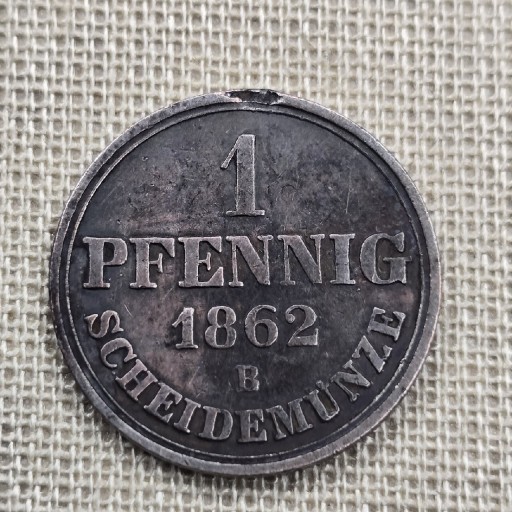 1
PFENNIG
1862
B
SCHEIDEMÜNZE